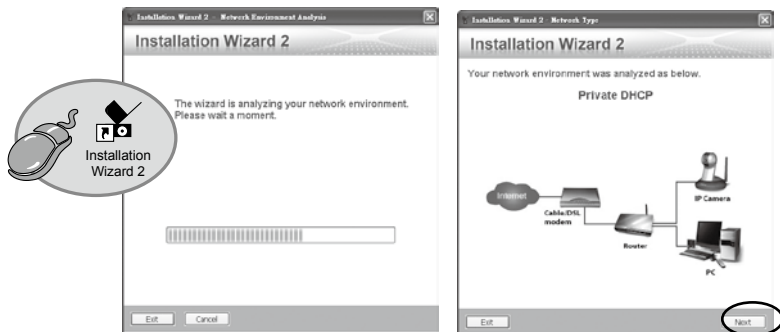 Installation Wizard 2 - Network Environment Analysis
Installation Wizard 2
The wizard is analyzing your network environment.
Please wait a moment.
Installation
Wizard 2
Exit
Cancel
Installation Wizard 2 - Network Type
Installation Wizard 2
Your network environment was analyzed as below.
Private DHCP
Internet
Cable/DSL
modem
Router
IP Camera
PC
Exit
Next